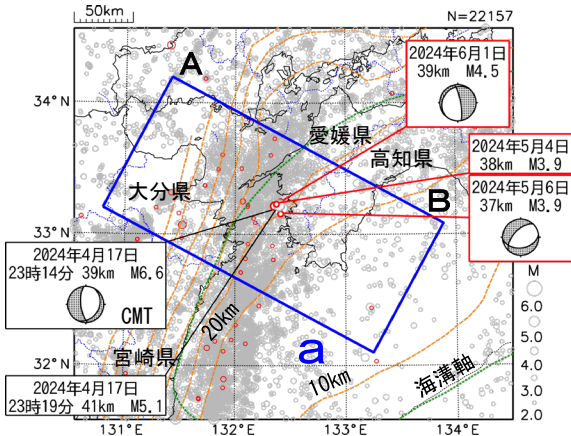 50km
N=22157
A
2024年6月1日
39km M4.5
34°N
愛媛県
高知県
2024年5月4日
38km M3.9
大分県
B
2024年5月6日
37km M3.9
33°N
2024年4月17日
23時14分 39km M6.6
CMT
M
6.0
5.0
4.0
3.0
2.0
20km
a
宮崎県
10km
海溝軸
32°N
2024年4月17日
23時19分 41km M5.1
131°E
132°E
133°E
134°E